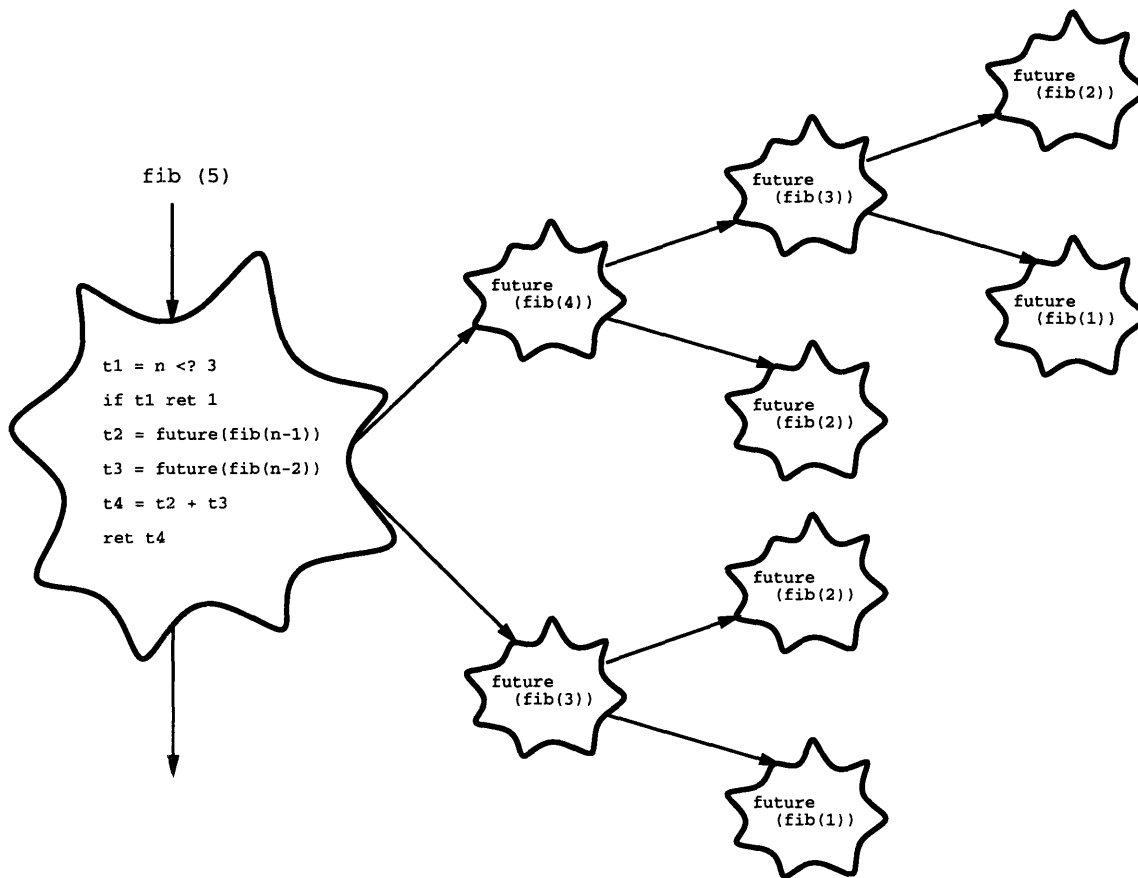 fib (5)
t1 = n <? 3
if t1 ret 1
t2 = future(fib(n-1))
t3 = future(fib(n-2))
t4 = t2 + t3
ret t4
future
(fib(4))
future
(fib(3))
future
(fib(2))
future
(fib(1))
future
(fib(2))
future
(fib(3))
future
(fib(2))
future
(fib(1))